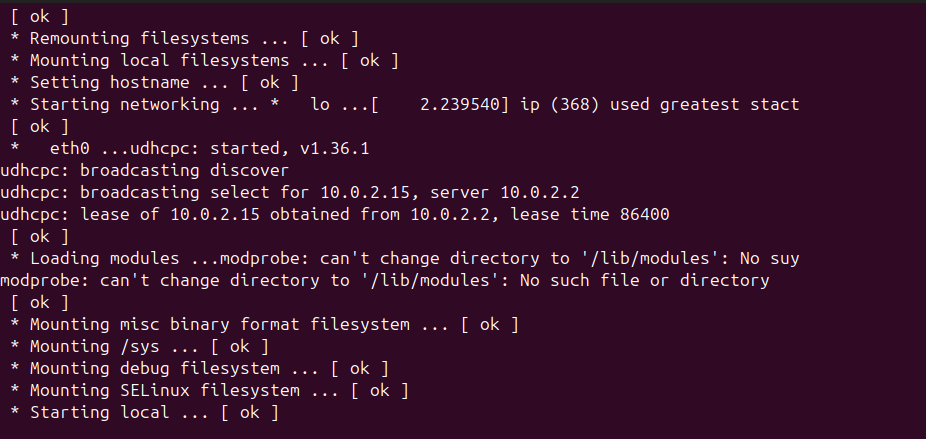 [ ok ]
* Remounting filesystems ... [ ok ]
* Mounting local filesystems ... [ ok ]
* Setting hostname ... [ ok ]
* Starting networking ... *   lo ...[    2.239540] ip (368) used greatest stact
[ ok ]
*   eth0 ...udhcpc: started, v1.36.1
udhcpc: broadcasting discover
udhcpc: broadcasting select for 10.0.2.15, server 10.0.2.2
udhcpc: lease of 10.0.2.15 obtained from 10.0.2.2, lease time 86400
[ ok ]
* Loading modules ...modprobe: can't change directory to '/lib/modules': No suy
modprobe: can't change directory to '/lib/modules': No such file or directory
[ ok ]
* Mounting misc binary format filesystem ... [ ok ]
* Mounting /sys ... [ ok ]
* Mounting debug filesystem ... [ ok ]
* Mounting SELinux filesystem ... [ ok ]
* Starting local ... [ ok ]